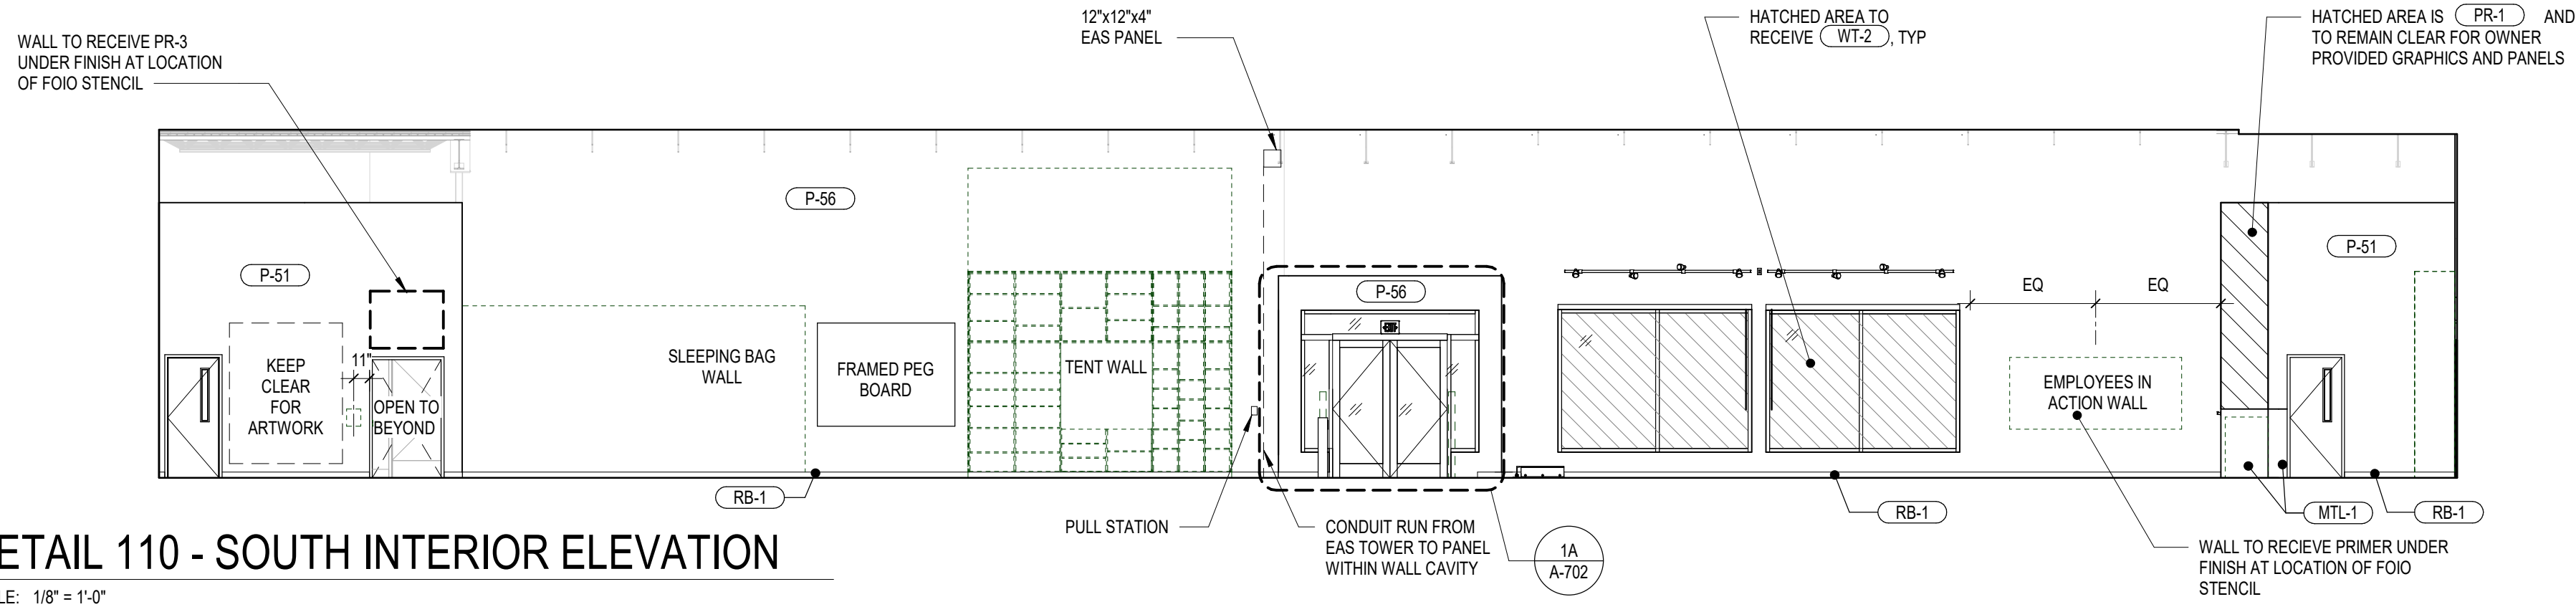 WALL TO RECEIVE PR-3
UNDER FINISH AT LOCATION
OF FOIO STENCIL
12"x12"x4"
EAS PANEL
HATCHED AREA TO
RECEIVE WT-2, TYP
HATCHED AREA IS PR-1 AND
TO REMAIN CLEAR FOR OWNER
PROVIDED GRAPHICS AND PANELS
P-56
P-51
P-51
P-56
EQ
EQ
KEEP
CLEAR
FOR
ARTWORK
11"
OPEN TO
BEYOND
SLEEPING BAG
WALL
FRAMED PEG
BOARD
TENT WALL
EXIT
EMPLOYEES IN
ACTION WALL
RB-1
PULL STATION
CONDUIT RUN FROM
EAS TOWER TO PANEL
WITHIN WALL CAVITY
1A
A-702
RB-1
MTL-1
RB-1
WALL TO RECIEVE PRIMER UNDER
FINISH AT LOCATION OF FOIO
STENCIL
ETAIL 110 - SOUTH INTERIOR ELEVATION
LE: 1/8" = 1'-0"